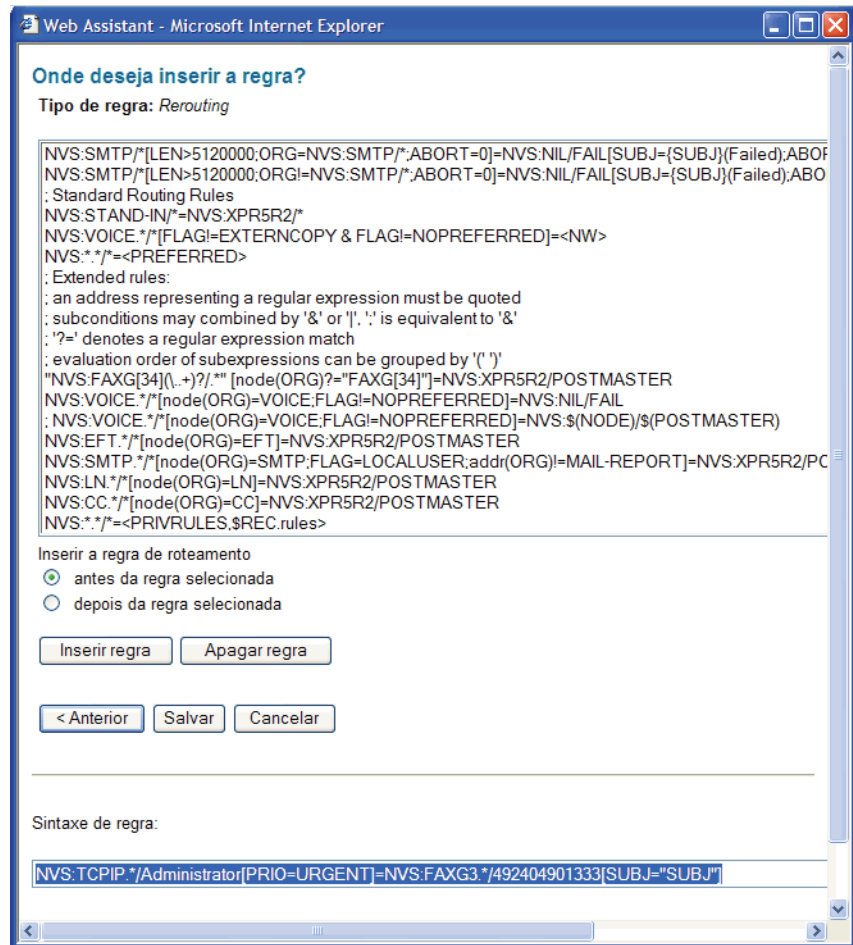 Web Assistant - Microsoft Internet Explorer
Onde deseja inserir a regra?
Tipo de regra: Rerouting
NVS:SMTP/*[LEN>5120000;ORG=NVS:SMTP/*;ABORT=0]=NVS:NIL/FAIL[SUBJ={SUBJ}(Failed);ABOR
NVS:SMTP/*[LEN>5120000;ORG!=NVS:SMTP/*;ABORT=0]=NVS:NIL/FAIL[SUBJ={SUBJ}(Failed);ABO
; Standard Routing Rules
NVS:STAND-IN/*=NVS:XPR5R2/*
NVS:VOICE.*/*[FLAG!=EXTERNCOPY & FLAG!=NOPREFERRED]=<NW>
NVS:*.*/*=<PREFERRED>
; Extended rules:
; an address representing a regular expression must be quoted
; subconditions may combined by '&' or '|', ';' is equivalent to '&'
; '?=' denotes a regular expression match
; evaluation order of subexpressions can be grouped by '(' ')'
"NVS:FAXG[34](\..+)?/.*" [node(ORG)?="FAXG[34]"]=NVS:XPR5R2/POSTMASTER
NVS:VOICE.*/*[node(ORG)=VOICE;FLAG!=NOPREFERRED]=NVS:NIL/FAIL
; NVS:VOICE.*/*[node(ORG)=VOICE;FLAG!=NOPREFERRED]=NVS:$(NODE)/$(POSTMASTER)
NVS:EFT.*/*[node(ORG)=EFT]=NVS:XPR5R2/POSTMASTER
NVS:SMTP.*/*[node(ORG)=SMTP;FLAG=LOCALUSER;addr(ORG)!=MAIL-REPORT]=NVS:XPR5R2/PO
NVS:LN.*/*[node(ORG)=LN]=NVS:XPR5R2/POSTMASTER
NVS:CC.*/*[node(ORG)=CC]=NVS:XPR5R2/POSTMASTER
NVS:*.*/*=<PRIVRULES,$REC.rules>
Inserir a regra de roteamento
antes da regra selecionada
depois da regra selecionada
Inserir regra Apagar regra
< Anterior Salvar Cancelar
Sintaxe de regra:
NVS:TCPIP.*/Administrator[PRIO=URGENT]=NVS:FAXG3.*/492404901333[SUBJ="SUBJ"]